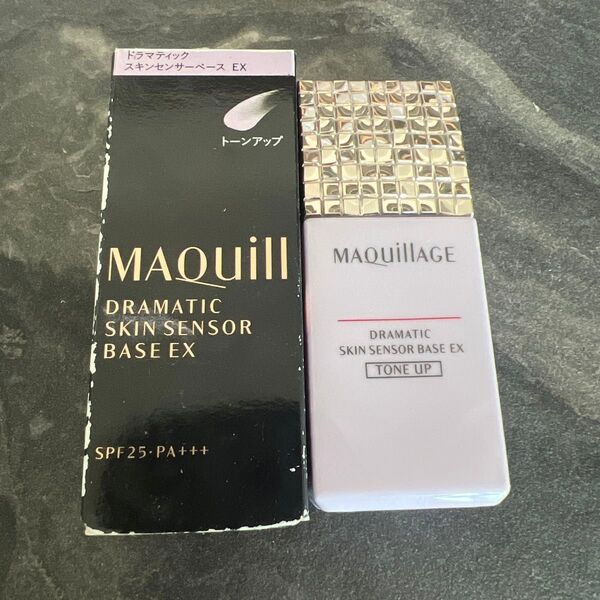 ドラマティック
スキンセンサーベース EX
トーンアップ
MAQuill
DRAMATIC
SKIN SENSOR
BASE EX
SPF25・PA+++
MAQuillAGE
DRAMATIC
SKIN SENSOR BASE EX
TONE UP